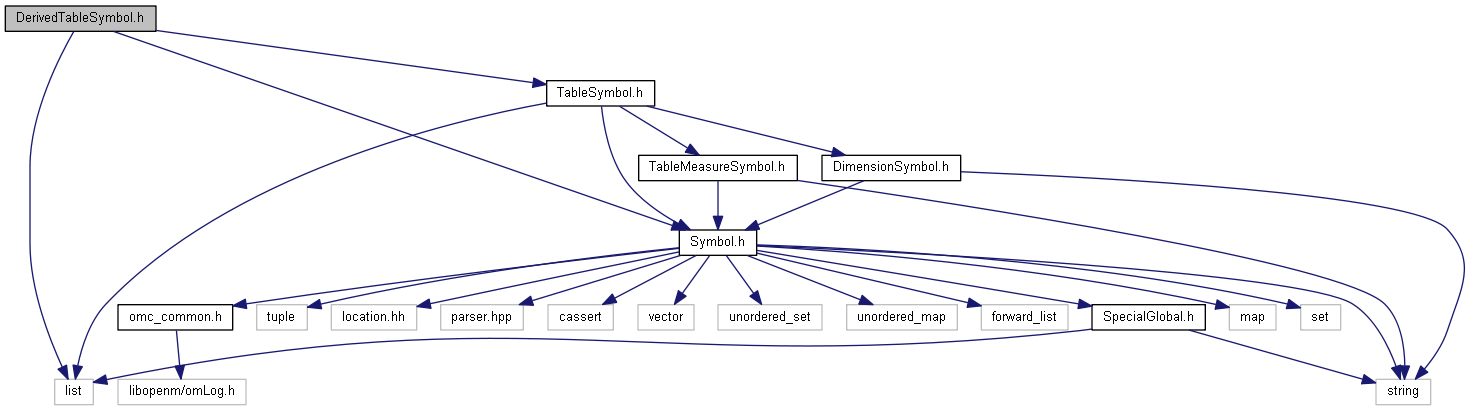 DerivedTableSymbol.h
TableSymbol.h
TableMeasureSymbol.h
DimensionSymbol.h
Symbol.h
omc_common.h
tuple
location.hh
parser.hpp
cassert
vector
unordered_set
unordered_map
forward_list
SpecialGlobal.h
map
set
list
libopenm/omLog.h
string